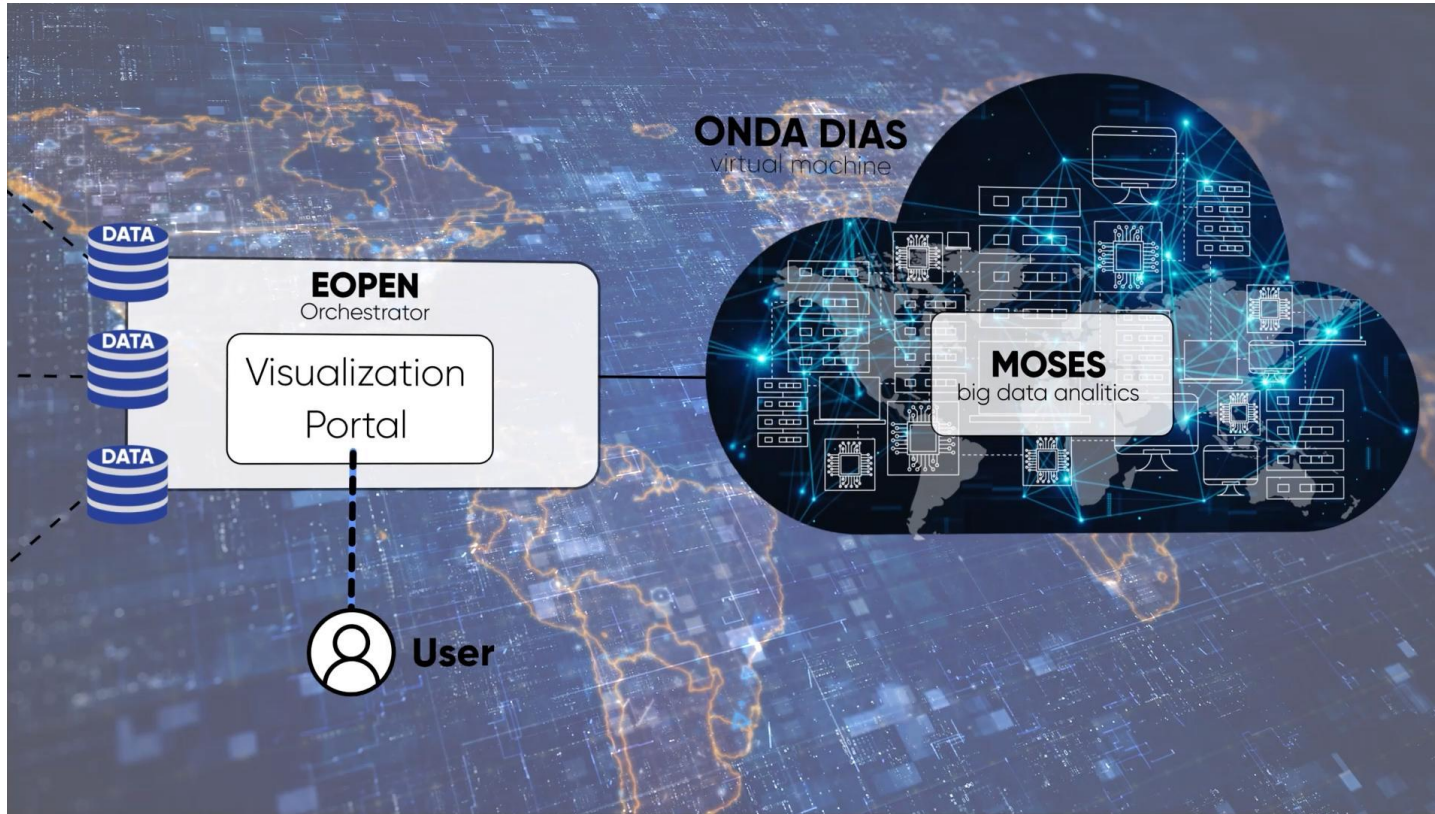 ONDA DIAS
virtual machine
DATA
EOPEN
Orchestrator
DATA
Visualization
Portal
DATA
MOSES
big data analitics
User